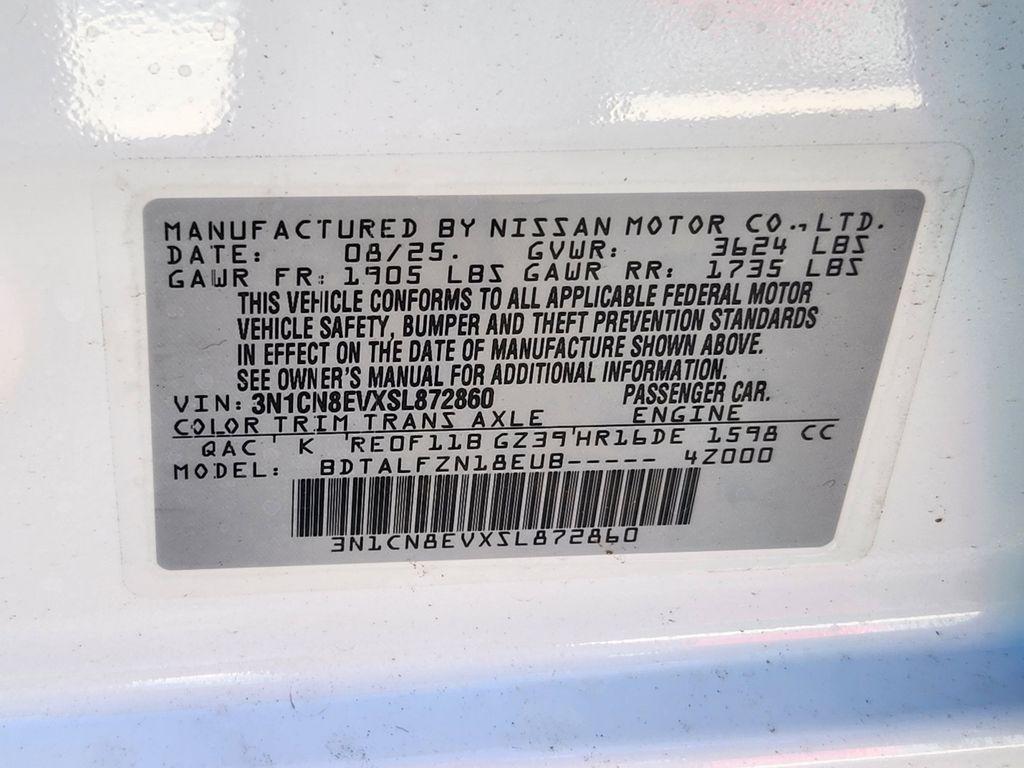 MANUFACTURED BY NISSAN MOTOR CO., LTD.
DATE: 08/25. GVWR: 3624 LBS
GAWR FR: 1905 LBS GAWR RR: 1735 LBS
THIS VEHICLE CONFORMS TO ALL APPLICABLE FEDERAL MOTOR
VEHICLE SAFETY, BUMPER AND THEFT PREVENTION STANDARDS
IN EFFECT ON THE DATE OF MANUFACTURE SHOWN ABOVE.
SEE OWNER'S MANUAL FOR ADDITIONAL INFORMATION.
VIN: 3N1CN8EVXSL872860 PASSENGER CAR.
COLOR TRIM TRANS AXLE ENGINE
QAC ' K 'RE0F11B GZ39'HR16DE 1598 CC
MODEL: BDTALFZN18EUB----- 4Z000
3N1CN8EVXSL872860